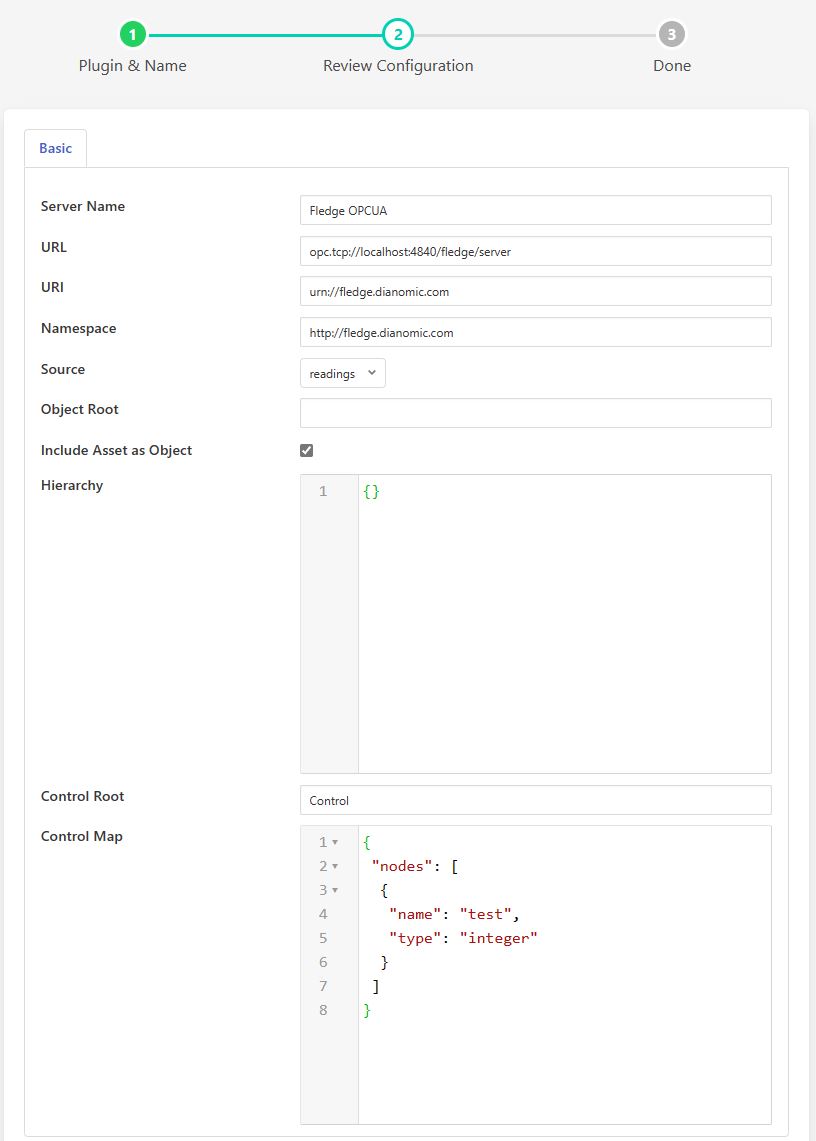 1 2 3
Plugin & Name Review Configuration Done
Basic
Server Name Fledge OPCUA
URL opc.tcp://localhost:4840/fledge/server
URI urn://fledge.dianomic.com
Namespace http://fledge.dianomic.com
Source readings
Object Root
Include Asset as Object
Hierarchy 1 {}
Control Root Control
Control Map 1 {
2 "nodes": [
3 {
4 "name": "test",
5 "type": "integer"
6 }
7 ]
8 }